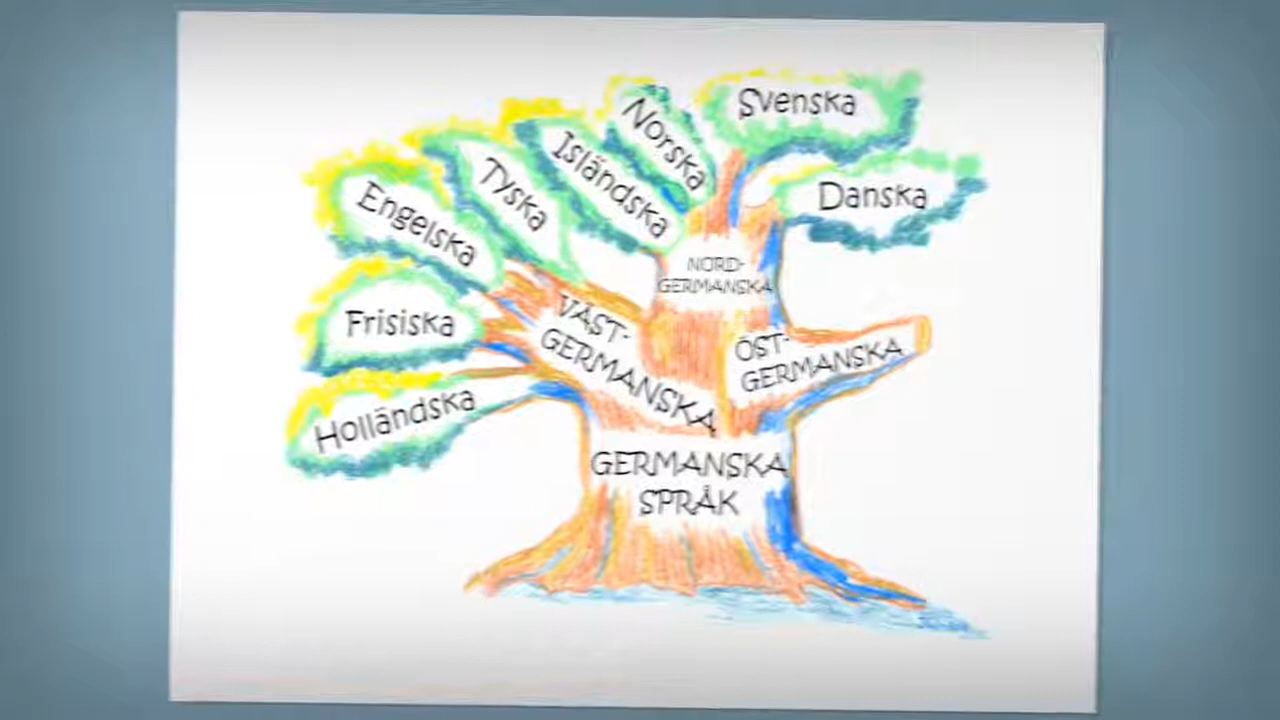 Svenska
Norska
Danska
Isländska
Tyska
Engelska
Frisiska
Holländska
NORD-
GERMANSKA
VÄST-
GERMANSKA
ÖST-
GERMANSKA
GERMANSKA
SPRÅK